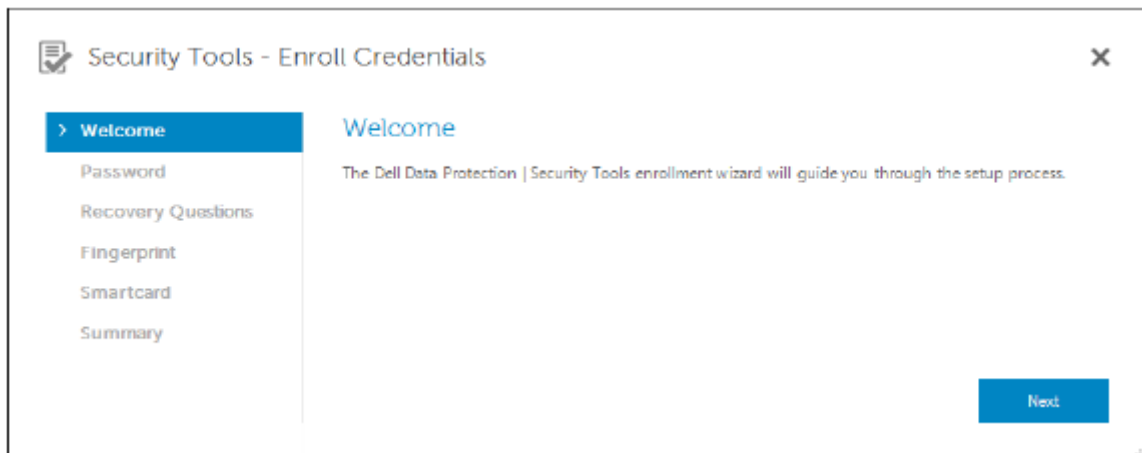 Security Tools - Enroll Credentials
Welcome
Password
Recovery Questions
Fingerprint
Smartcard
Summary
Welcome
The Dell Data Protection | Security Tools enrollment wizard will guide you through the setup process.
Next